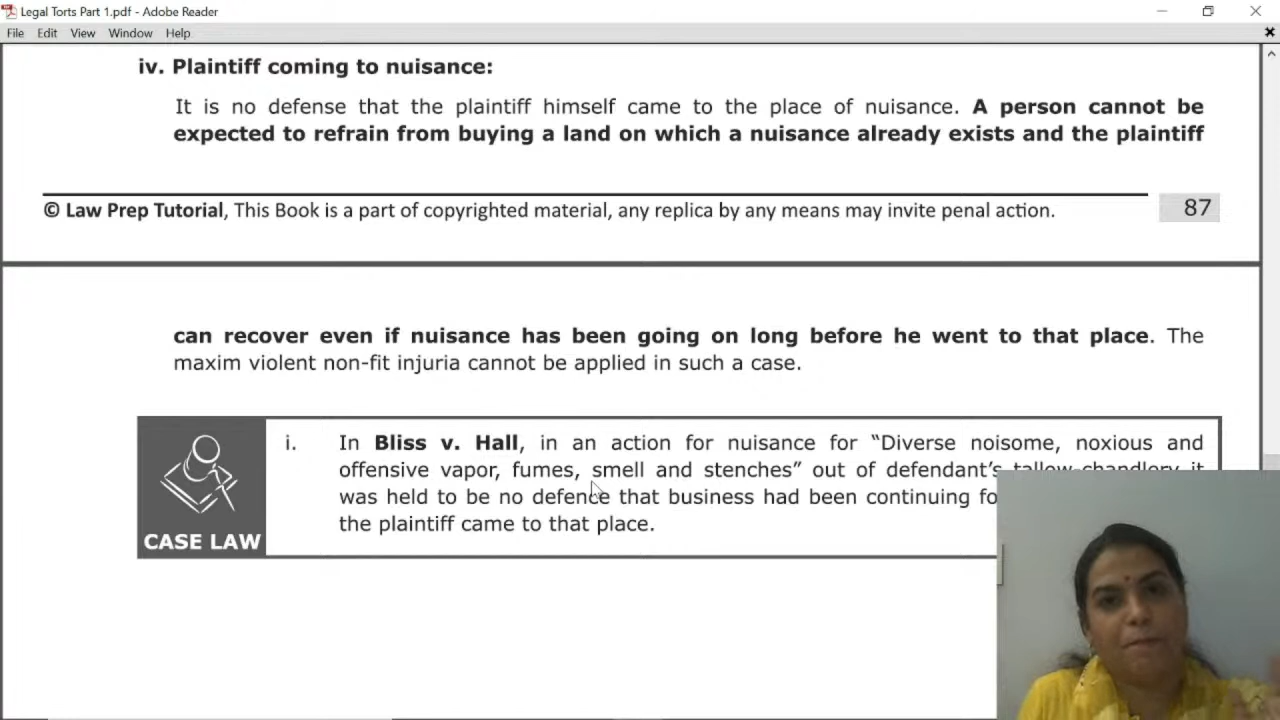 Legal Torts Part 1.pdf - Adobe Reader
File Edit View Window Help
iv. Plaintiff coming to nuisance:
It is no defense that the plaintiff himself came to the place of nuisance. A person cannot be
expected to refrain from buying a land on which a nuisance already exists and the plaintiff
© Law Prep Tutorial, This Book is a part of copyrighted material, any replica by any means may invite penal action.
87
can recover even if nuisance has been going on long before he went to that place. The
maxim violent non-fit injuria cannot be applied in such a case.
i. In Bliss v. Hall, in an action for nuisance for “Diverse noisome, noxious and
offensive vapor, fumes, smell and stenches” out of defendant’s tallow chandlery it
was held to be no defence that business had been continuing
the plaintiff came to that place.
CASE LAW